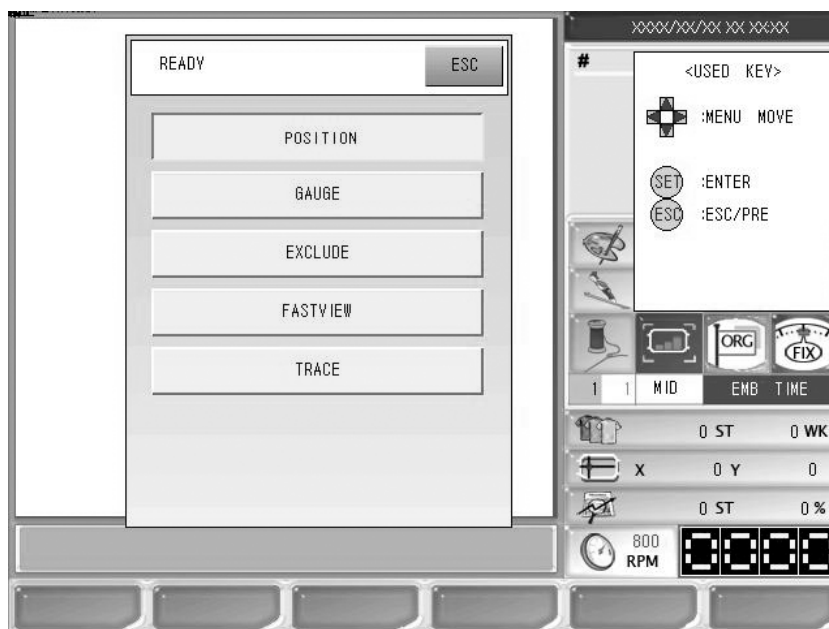 XXXX/XX/XX XX XX:XX
READY
ESC
POSITION
GAUGE
EXCLUDE
FASTVIEW
TRACE
#
<USED KEY>
:MENU MOVE
SET :ENTER
ESC :ESC/PRE
ORG
FIX
1 1 MID EMB TIME
0 ST 0 WK
X 0 Y 0
0 ST 0 %
800
RPM